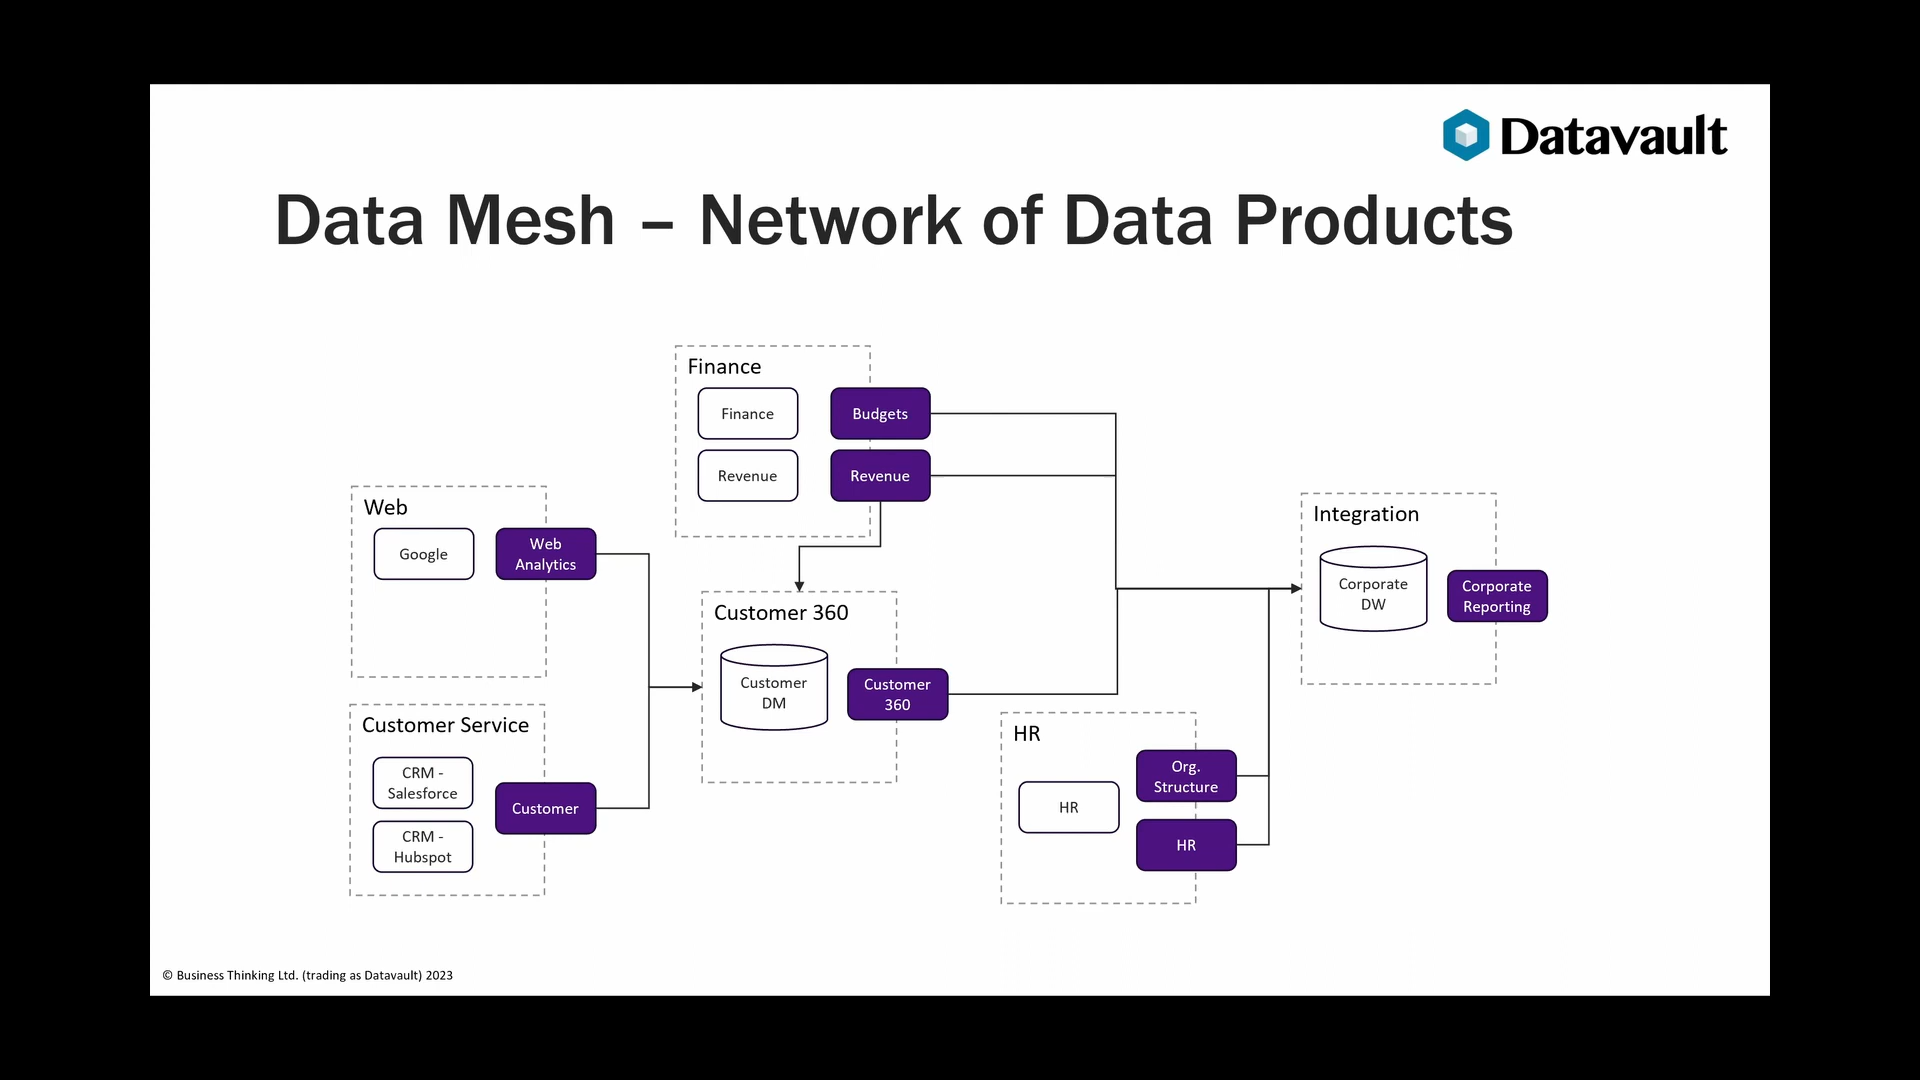 Datavault
Data Mesh – Network of Data Products
Finance
Finance
Budgets
Revenue
Revenue
Web
Google
Web
Analytics
Customer Service
CRM -
Salesforce
CRM -
Hubspot
Customer
Customer 360
Customer
DM
Customer
360
HR
HR
Org.
Structure
HR
Integration
Corporate
DW
Corporate
Reporting
© Business Thinking Ltd. (trading as Datavault) 2023